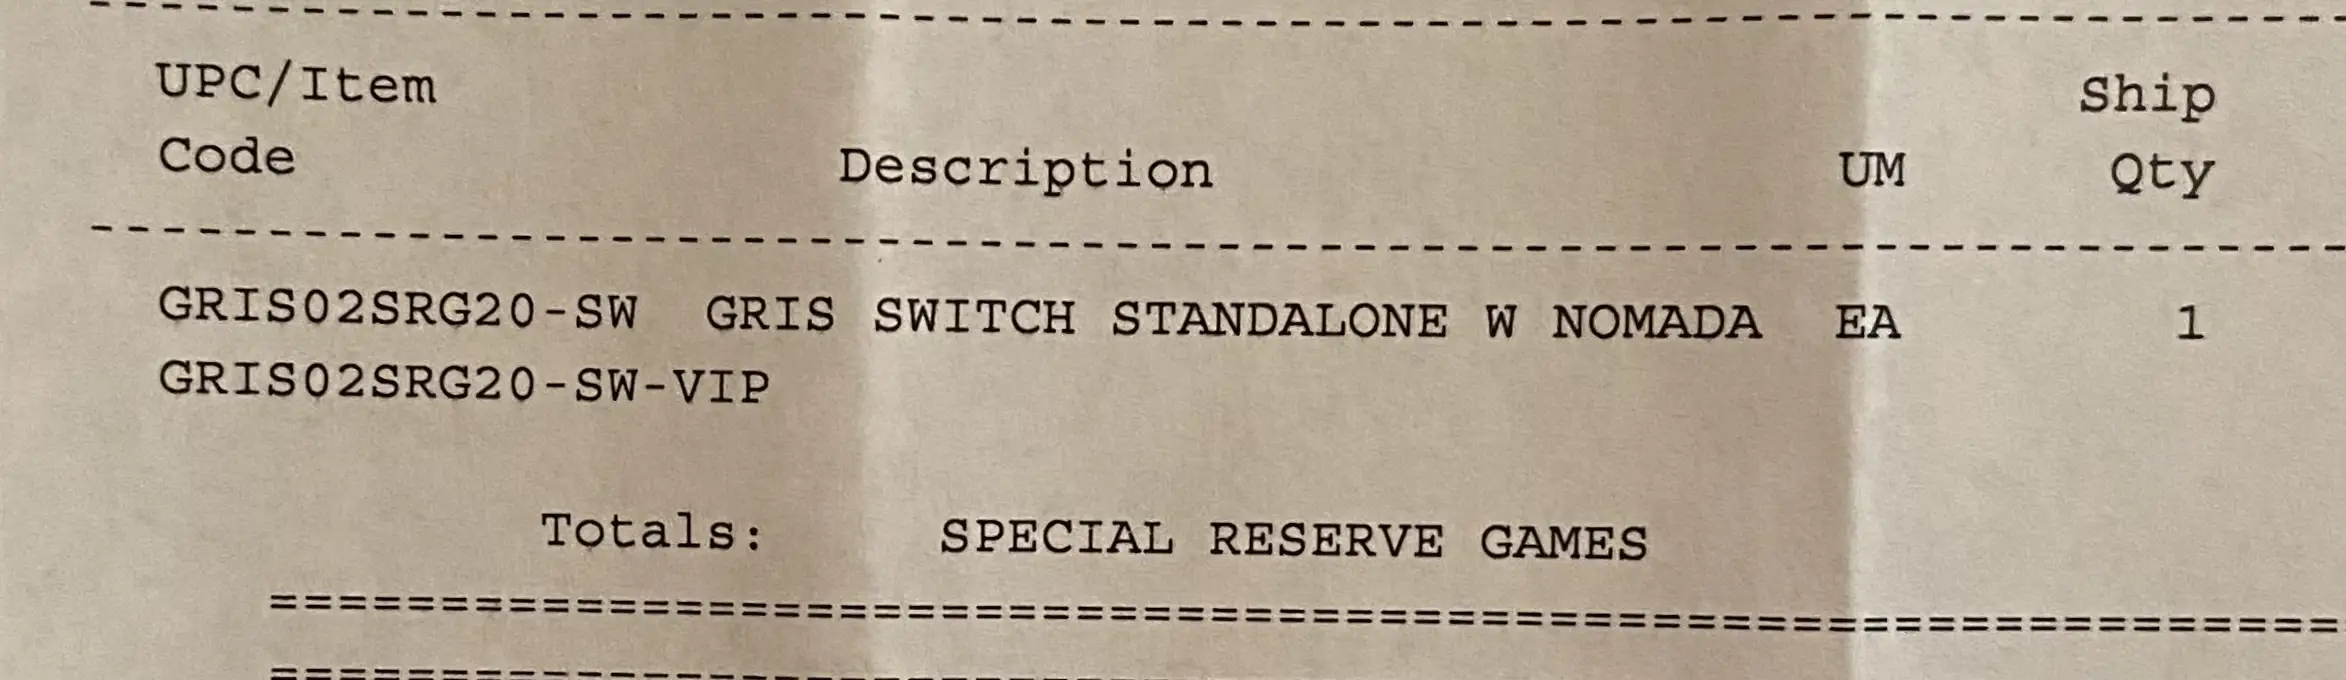 UPC/Item Ship
Code Description UM Qty
GRIS02SRG20-SW GRIS SWITCH STANDALONE W NOMADA EA 1
GRIS02SRG20-SW-VIP
Totals: SPECIAL RESERVE GAMES